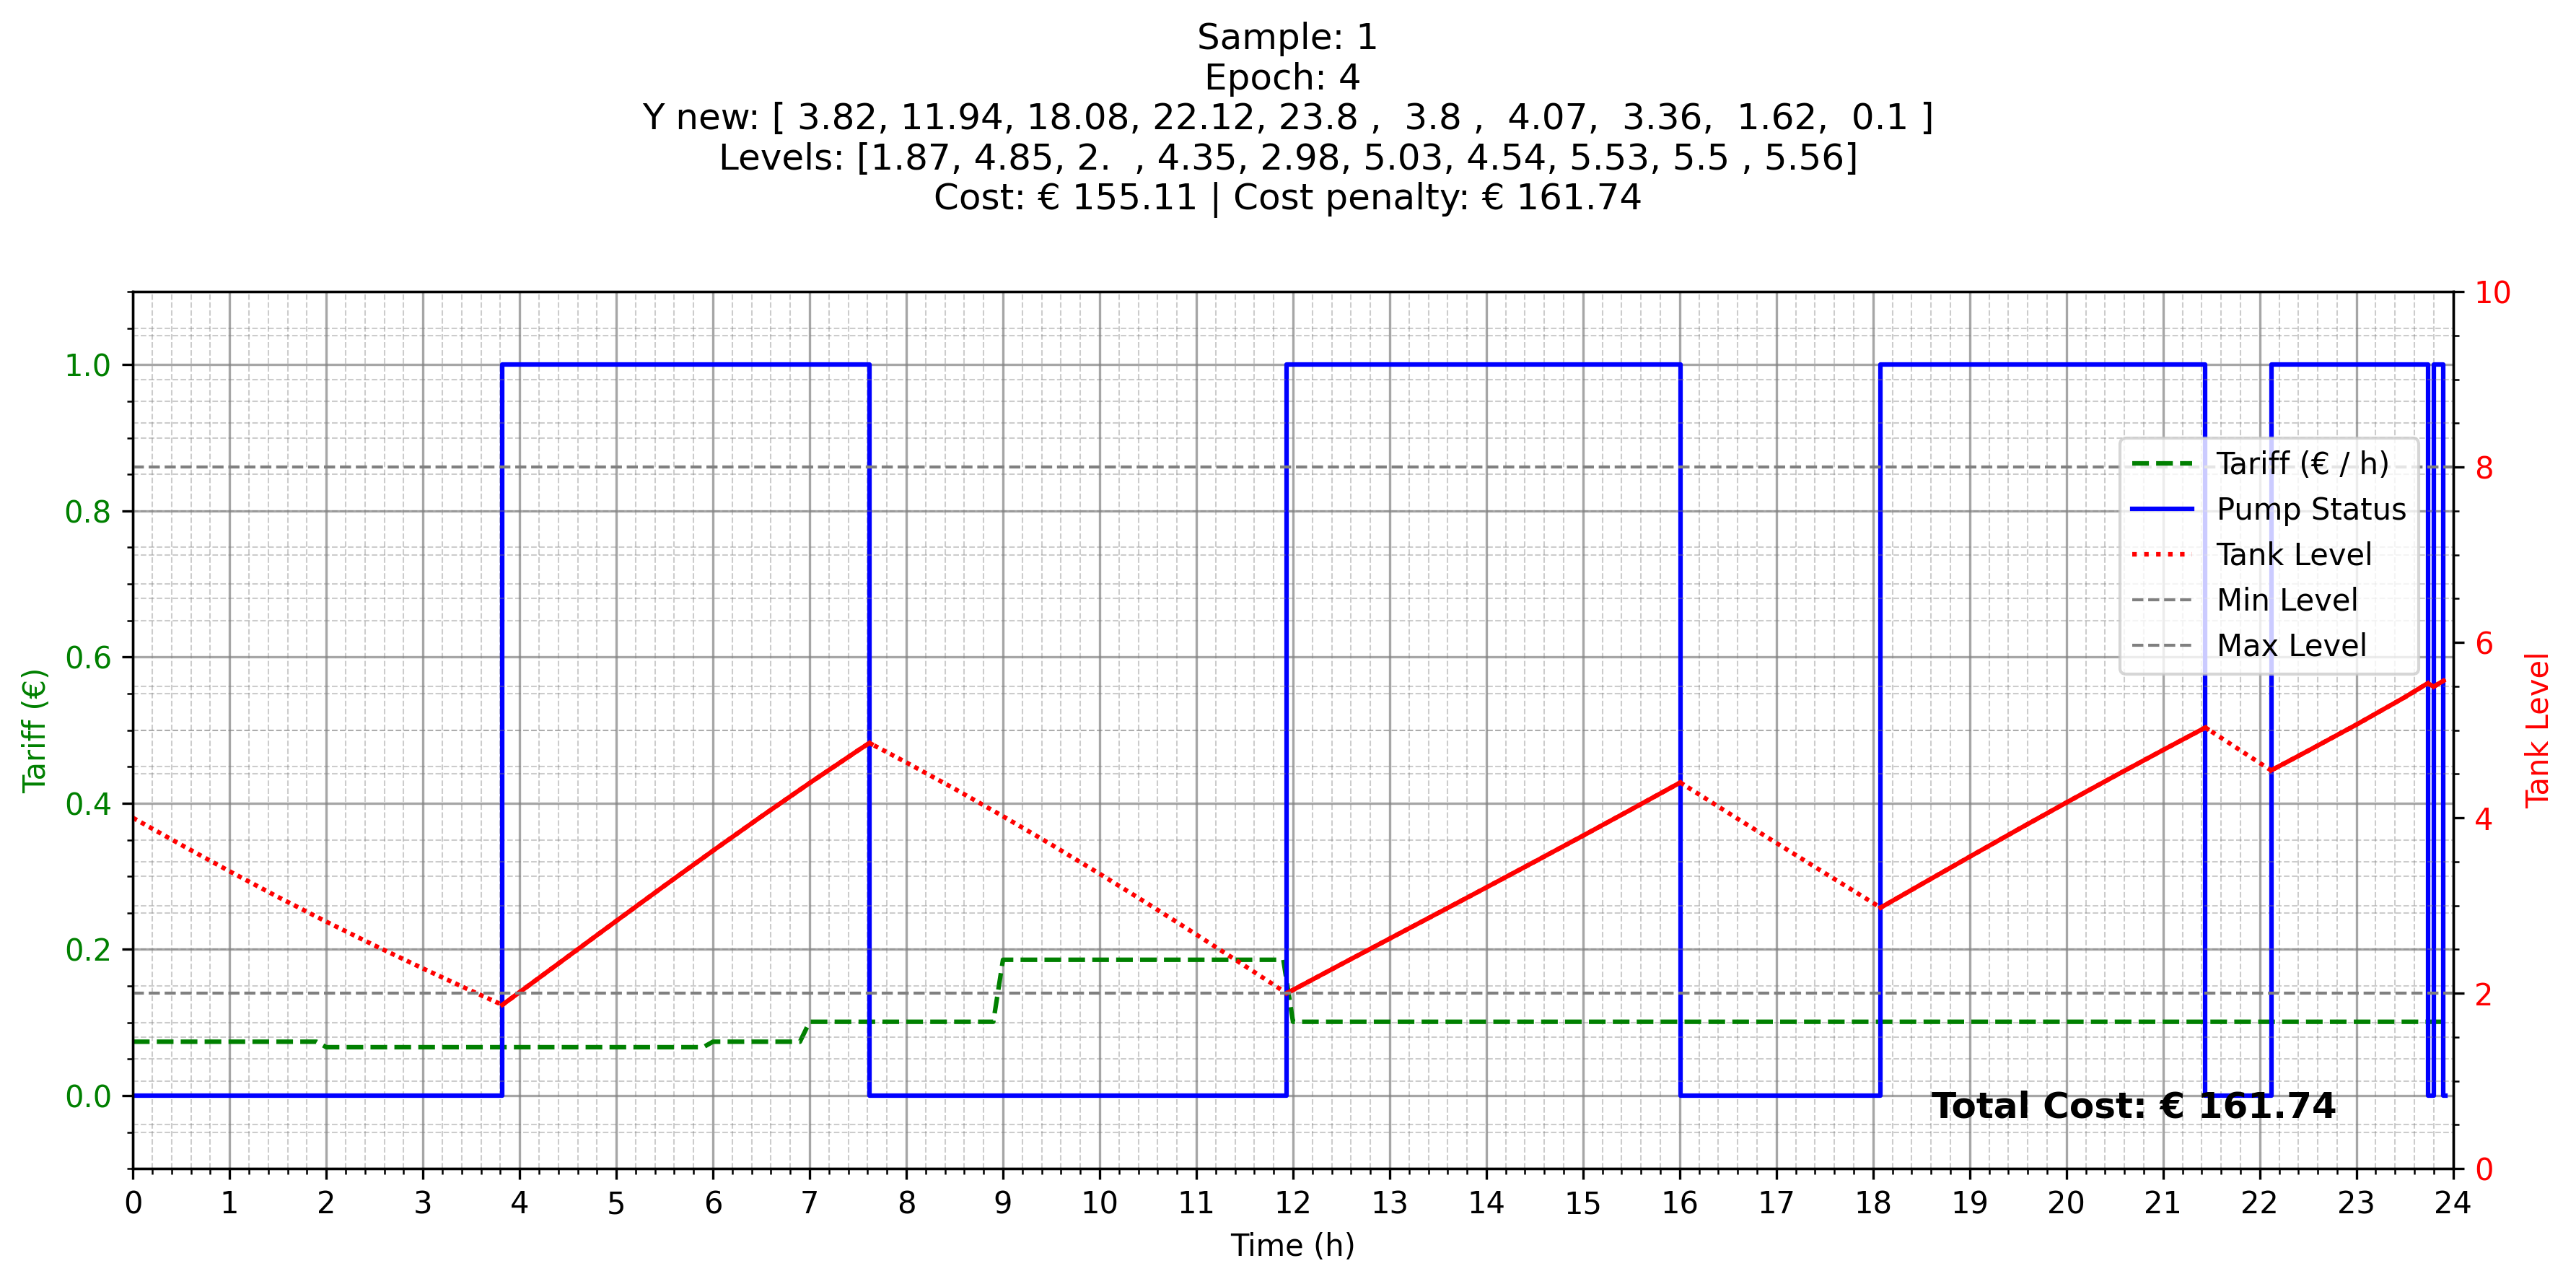 Sample: 1
Epoch: 4
Y new: [ 3.82, 11.94, 18.08, 22.12, 23.8 ,  3.8 ,  4.07,  3.36,  1.62,  0.1 ]
Levels: [1.87, 4.85, 2.  , 4.35, 2.98, 5.03, 4.54, 5.53, 5.5 , 5.56]
Cost: € 155.11 | Cost penalty: € 161.74
1.0
0.8
0.6
0.4
0.2
0.0
Tariff (€)
10
8
6
4
2
0
Tank Level
Tariff (€ / h)
Pump Status
Tank Level
Min Level
Max Level
Total Cost: € 161.74
0 1 2 3 4 5 6 7 8 9 10 11 12 13 14 15 16 17 18 19 20 21 22 23 24
Time (h)